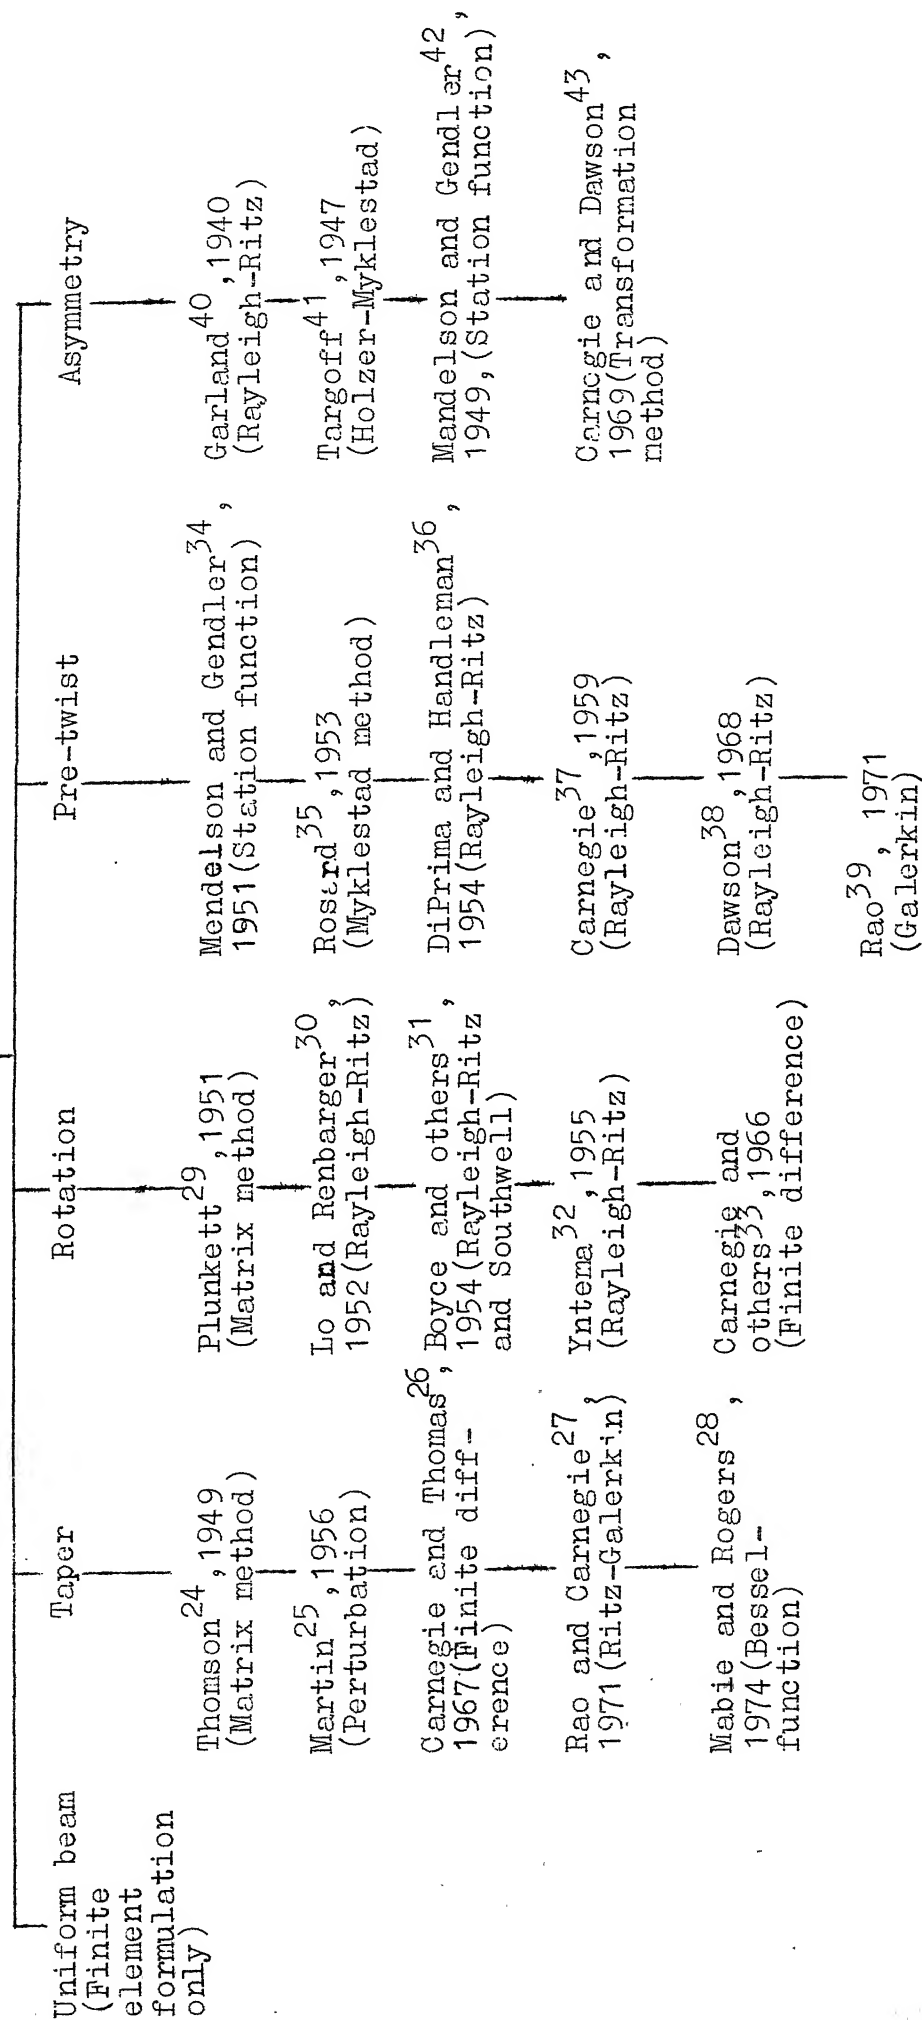 Uniform beam
(Finite
element
formulation
only)
Taper
Thomson24,1949
(Matrix method)
Martin25,1956
(Perturbation)
Carnegie and Thomas26,
1967(Finite diff-
erence)
Rao and Carnegie27,
1971(Ritz-Galerkin)
Mabie and Rogers28,
1974(Bessel-
function)
Rotation
Plunkett29,1951
(Matrix method)
Lo and Renbarger30,
1952(Rayleigh-Ritz)
Boyce and others31,
1954(Rayleigh-Ritz
and Southwell)
Yntema32,1955
(Rayleigh-Ritz)
Carnegie and
others33,1966
(Finite difference)
Pre-twist
Mendelson and Gendler34,
1951(Station function)
Rosard35,1953
(Myklestad method)
DiPrima and Handleman36,
1954(Rayleigh-Ritz)
Carnegie37,1959
(Rayleigh-Ritz)
Dawson38,1968
(Rayleigh-Ritz)
Rao39, 1971
(Galerkin)
Asymmetry
Garland40,1940
(Rayleigh-Ritz)
Targoff41,1947
(Holzer-Myklestad)
Mandelson and Gendler42,
1949,(Station function)
Carnegie and Dawson43,
1969(Transformation
method)